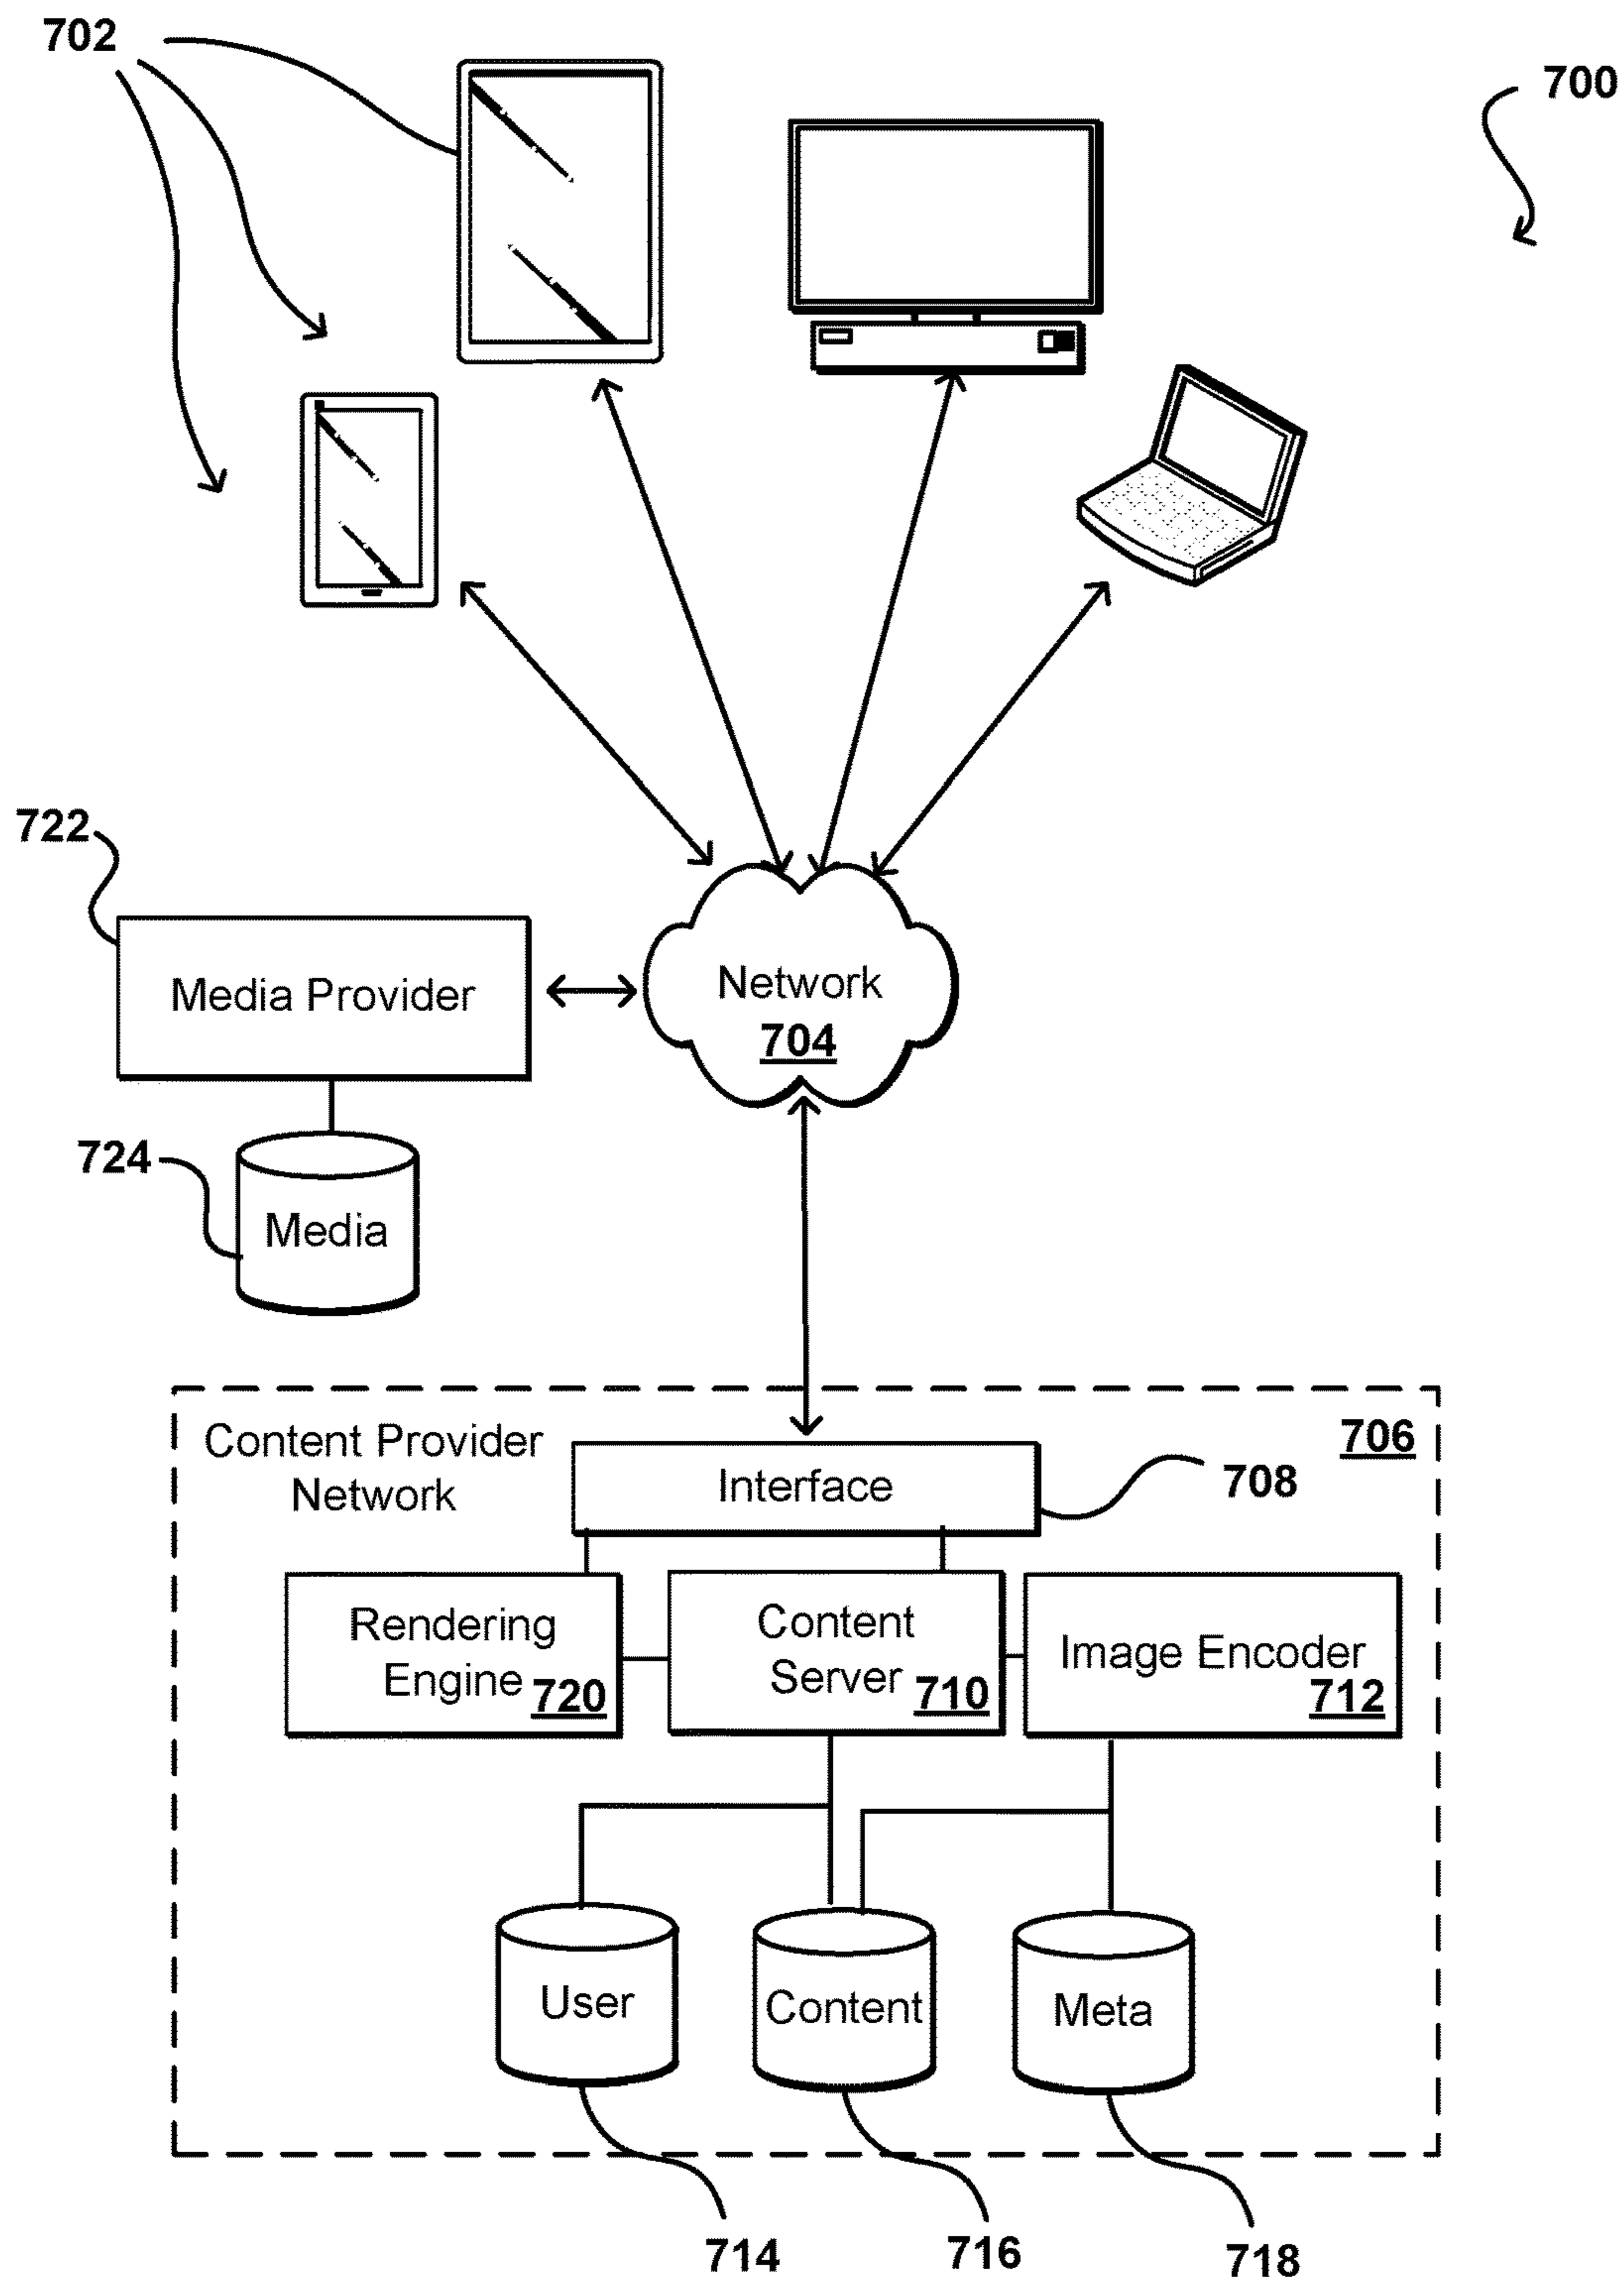 702
700
722
Media Provider
Network
704
724
Media
Content Provider
Network
706
Interface
708
Rendering
Engine 720
Content
Server 710
Image Encoder
712
User
Content
Meta
714
716
718